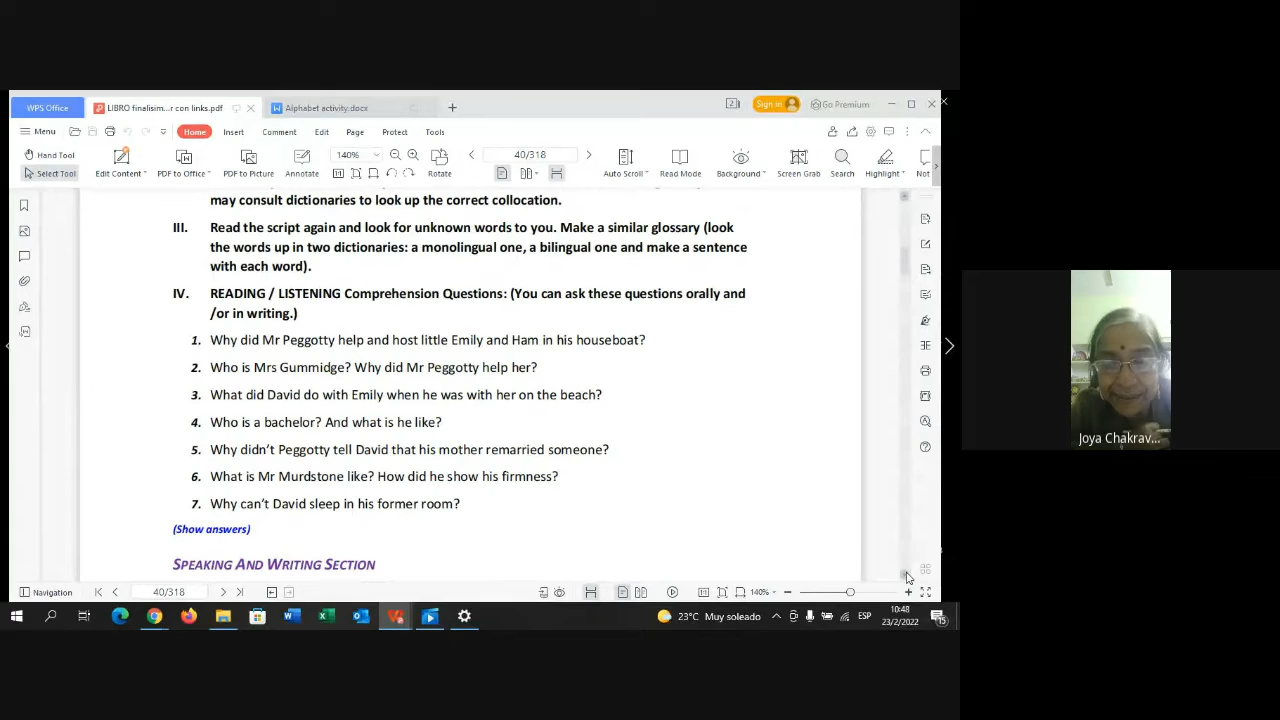 WPS Office
LIBRO finalisim...r con links.pdf
Alphabet activity.docx
Sign in
Go Premium
Menu
Home
Insert
Comment
Edit
Page
Protect
Tools
Hand Tool
Select Tool
Edit Content
PDF to Office
PDF to Picture
Annotate
140%
Rotate
40/318
Auto Scroll
Read Mode
Background
Screen Grab
Search
Highlight
Not
may consult dictionaries to look up the correct collocation.
III. Read the script again and look for unknown words to you. Make a similar glossary (look
the words up in two dictionaries: a monolingual one, a bilingual one and make a sentence
with each word).
IV. READING / LISTENING Comprehension Questions: (You can ask these questions orally and
/or in writing.)
1. Why did Mr Peggotty help and host little Emily and Ham in his houseboat?
2. Who is Mrs Gummidge? Why did Mr Peggotty help her?
3. What did David do with Emily when he was with her on the beach?
4. Who is a bachelor? And what is he like?
5. Why didn't Peggotty tell David that his mother remarried someone?
6. What is Mr Murdstone like? How did he show his firmness?
7. Why can't David sleep in his former room?
(Show answers)
SPEAKING AND WRITING SECTION
Navigation
40/318
140%
23°C Muy soleado
ESP
10:48
23/2/2022
15
Joya Chakrav...